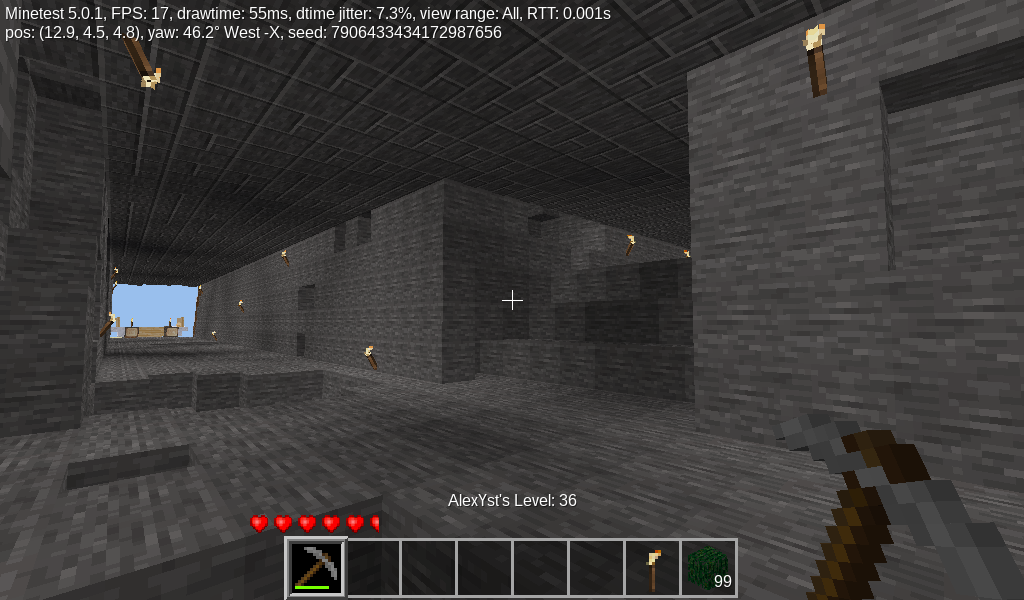 Minetest 5.0.1, FPS: 17, drawtime: 55ms, dtime jitter: 7.3%, view range: All, RTT: 0.001s
pos: (12.9, 4.5, 4.8), yaw: 46.2° West -X, seed: 7906433434172987656
AlexYst's Level: 36
99